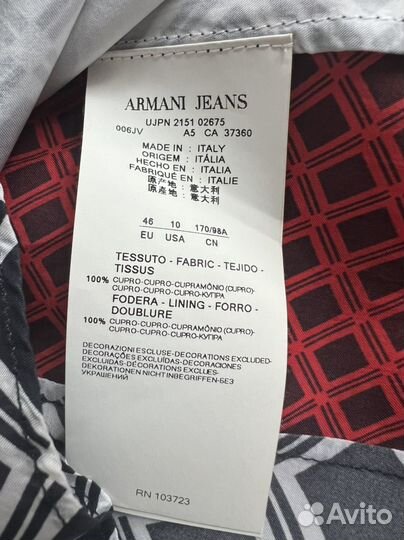 ARMANI JEANS
UJPN 2151 02675
006JV A5 CA 37360
MADE IN : ITALY
ORIGEM : ITÁLIA
HECHO EN : ITALIA
FABRIQUÉ EN : ITALIE
原产地: 意大利
原產地: 意大利
46 10 170/98A
EU USA CN
TESSUTO - FABRIC - TEJIDO -
TISSUS
100% CUPRO-CUPRO-CUPRAMÔNIO (CUPRO)-
CUPRO-CUPRO-CUPRO-КУПРА
FODERA - LINING - FORRO -
DOUBLURE
100% CUPRO-CUPRO-CUPRAMÔNIO (CUPRO)-
CUPRO-CUPRO-CUPRO-КУПРА
DECORAZIONI ESCLUSE-DECORATIONS EXCLUDED-
DECORAÇÕES EXCLUÍDAS-DECORACIONES
EXCLUIDAS-DÉCORATIONS EXCLUES-
DEKORATIONEN NICHT INBEGRIFFEN-БЕЗ
УКРАШЕНИЙ
RN 103723
Avito